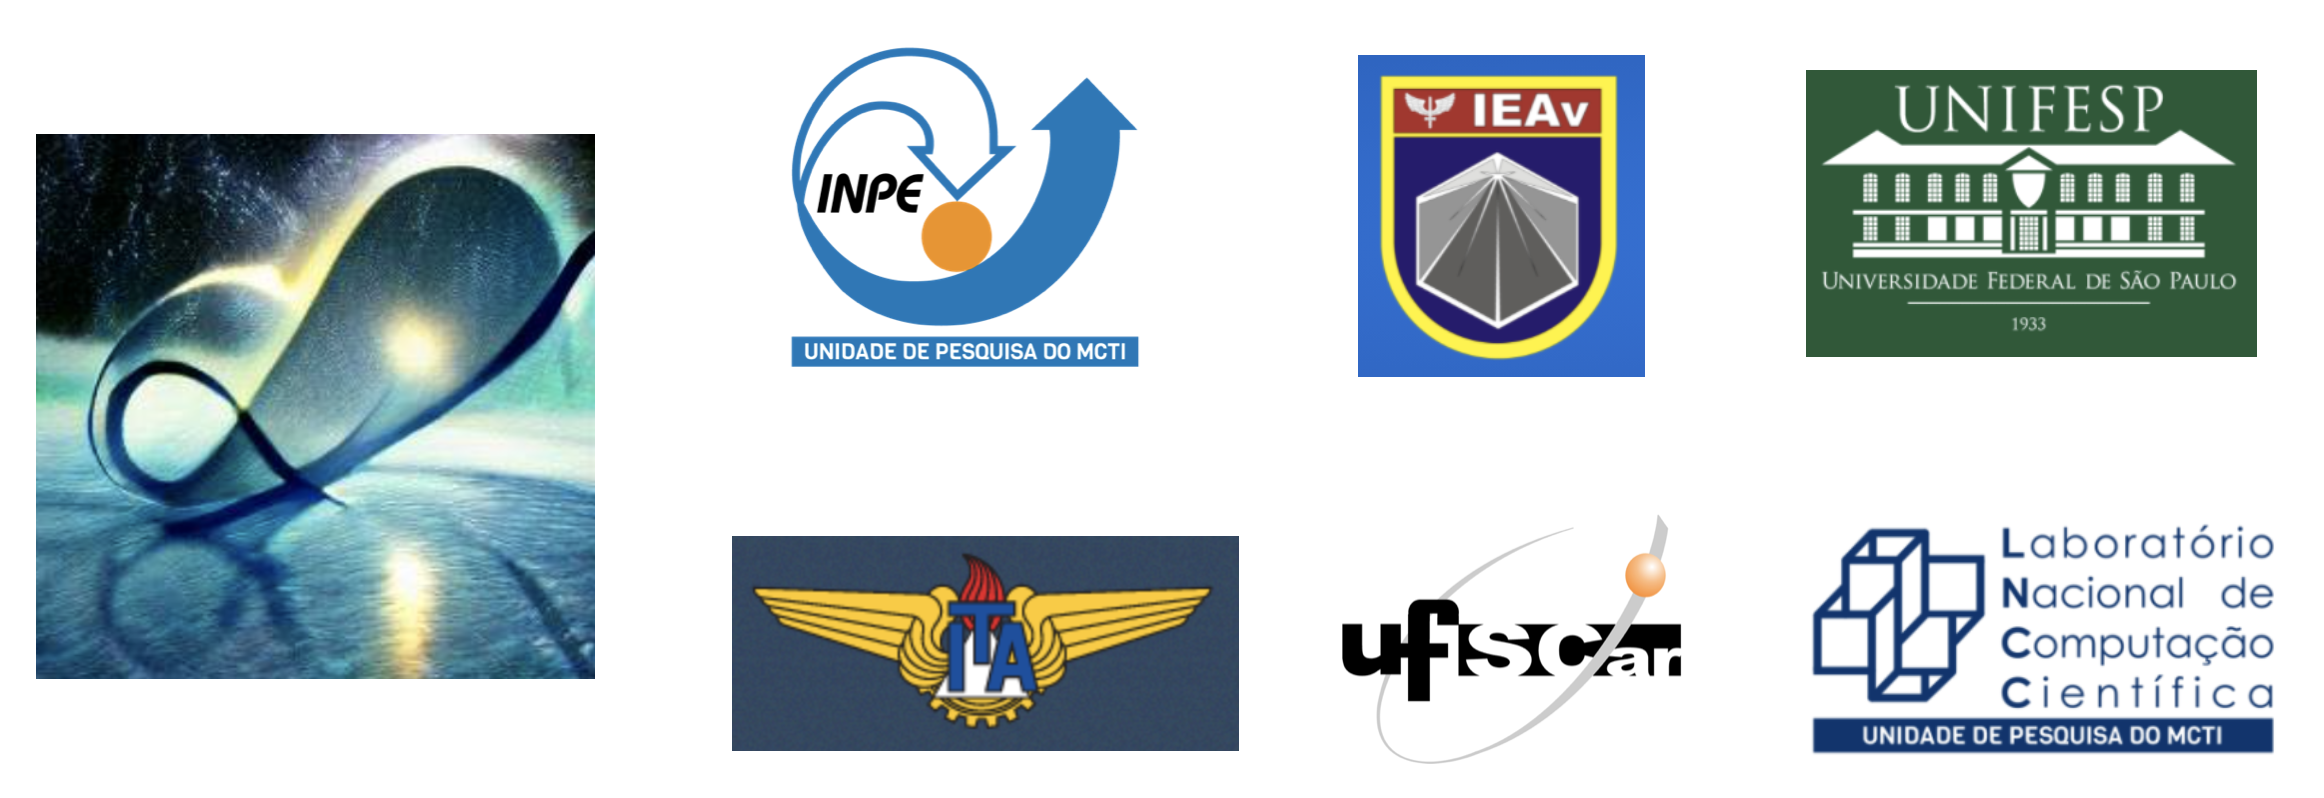 INPE
UNIDADE DE PESQUISA DO MCTI
IEAv
UNIFESP
UNIVERSIDADE FEDERAL DE SÃO PAULO
1933
ITA
ufscar
Laboratório
Nacional de
Computação
Científica
UNIDADE DE PESQUISA DO MCTI